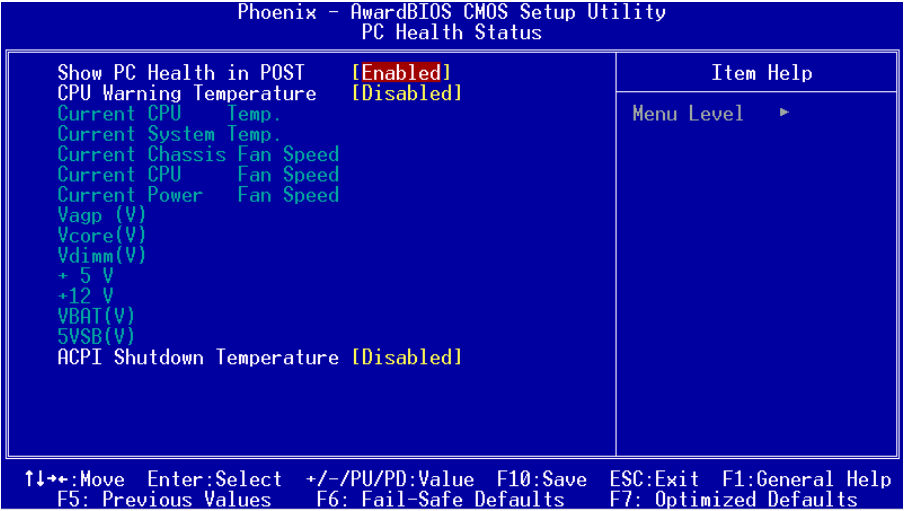 Phoenix - AwardBIOS CMOS Setup Utility
PC Health Status
Show PC Health in POST [Enabled]
CPU Warning Temperature [Disabled]
Current CPU Temp.
Current System Temp.
Current Chassis Fan Speed
Current CPU Fan Speed
Current Power Fan Speed
Vagp (V)
Vcore(V)
Vdimm(V)
+ 5 V
+12 V
VBAT(V)
5VSB(V)
ACPI Shutdown Temperature [Disabled]
Item Help
Menu Level ►
↑↓→←:Move Enter:Select +/-/PU/PD:Value F10:Save ESC:Exit F1:General Help
F5: Previous Values F6: Fail-Safe Defaults F7: Optimized Defaults